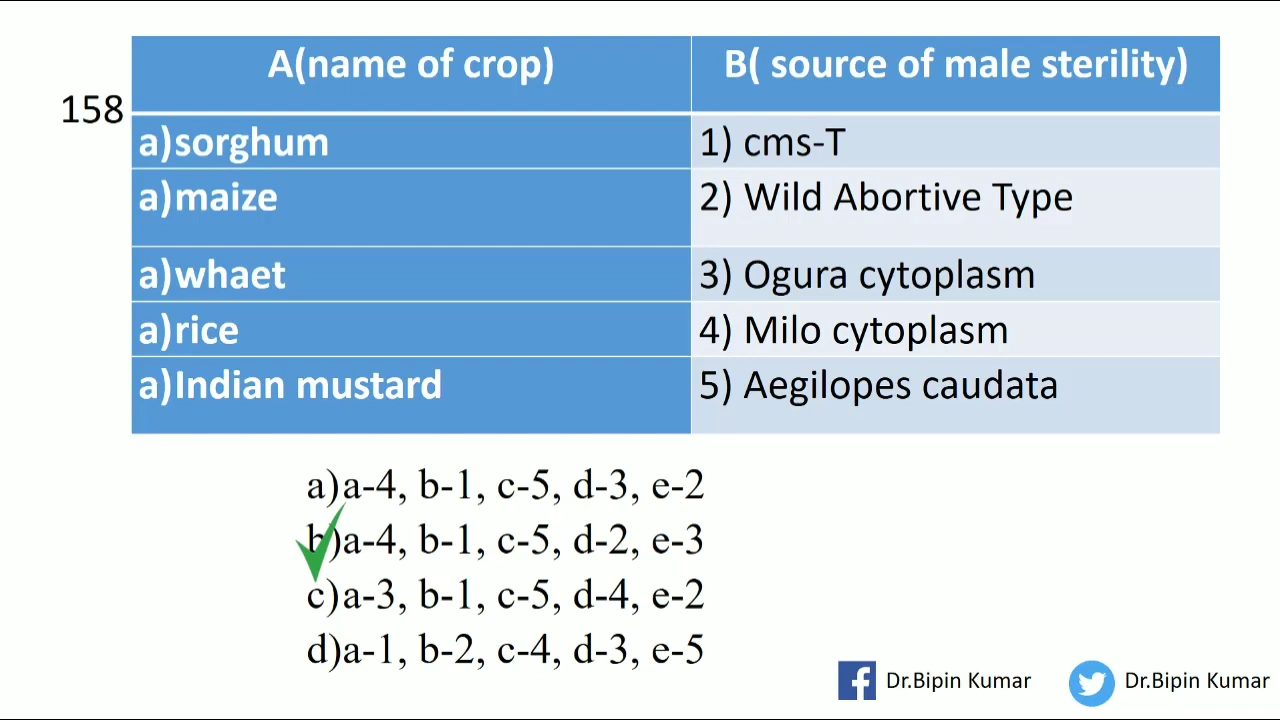 A(name of crop) B( source of male sterility)
158
a)sorghum 1) cms-T
a)maize 2) Wild Abortive Type
a)whaet 3) Ogura cytoplasm
a)rice 4) Milo cytoplasm
a)Indian mustard 5) Aegilopes caudata
a)a-4, b-1, c-5, d-3, e-2
b)a-4, b-1, c-5, d-2, e-3
c)a-3, b-1, c-5, d-4, e-2
d)a-1, b-2, c-4, d-3, e-5
Dr.Bipin Kumar Dr.Bipin Kumar